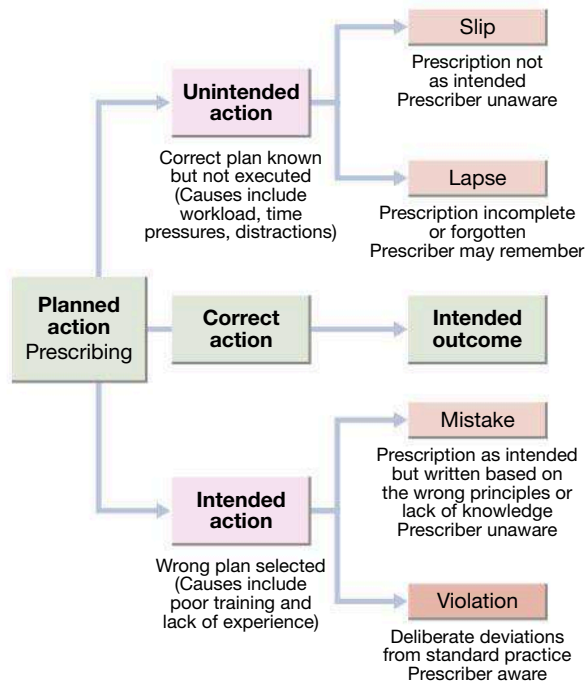 Slip
Prescription not
as intended
Prescriber unaware
Unintended
action
Correct plan known
but not executed
(Causes include
workload, time
pressures, distractions)
Lapse
Prescription incomplete
or forgotten
Prescriber may remember
Planned
action
Prescribing
Correct
action
Intended
outcome
Mistake
Prescription as intended
but written based on
the wrong principles or
lack of knowledge
Prescriber unaware
Intended
action
Wrong plan selected
(Causes include
poor training and
lack of experience)
Violation
Deliberate deviations
from standard practice
Prescriber aware